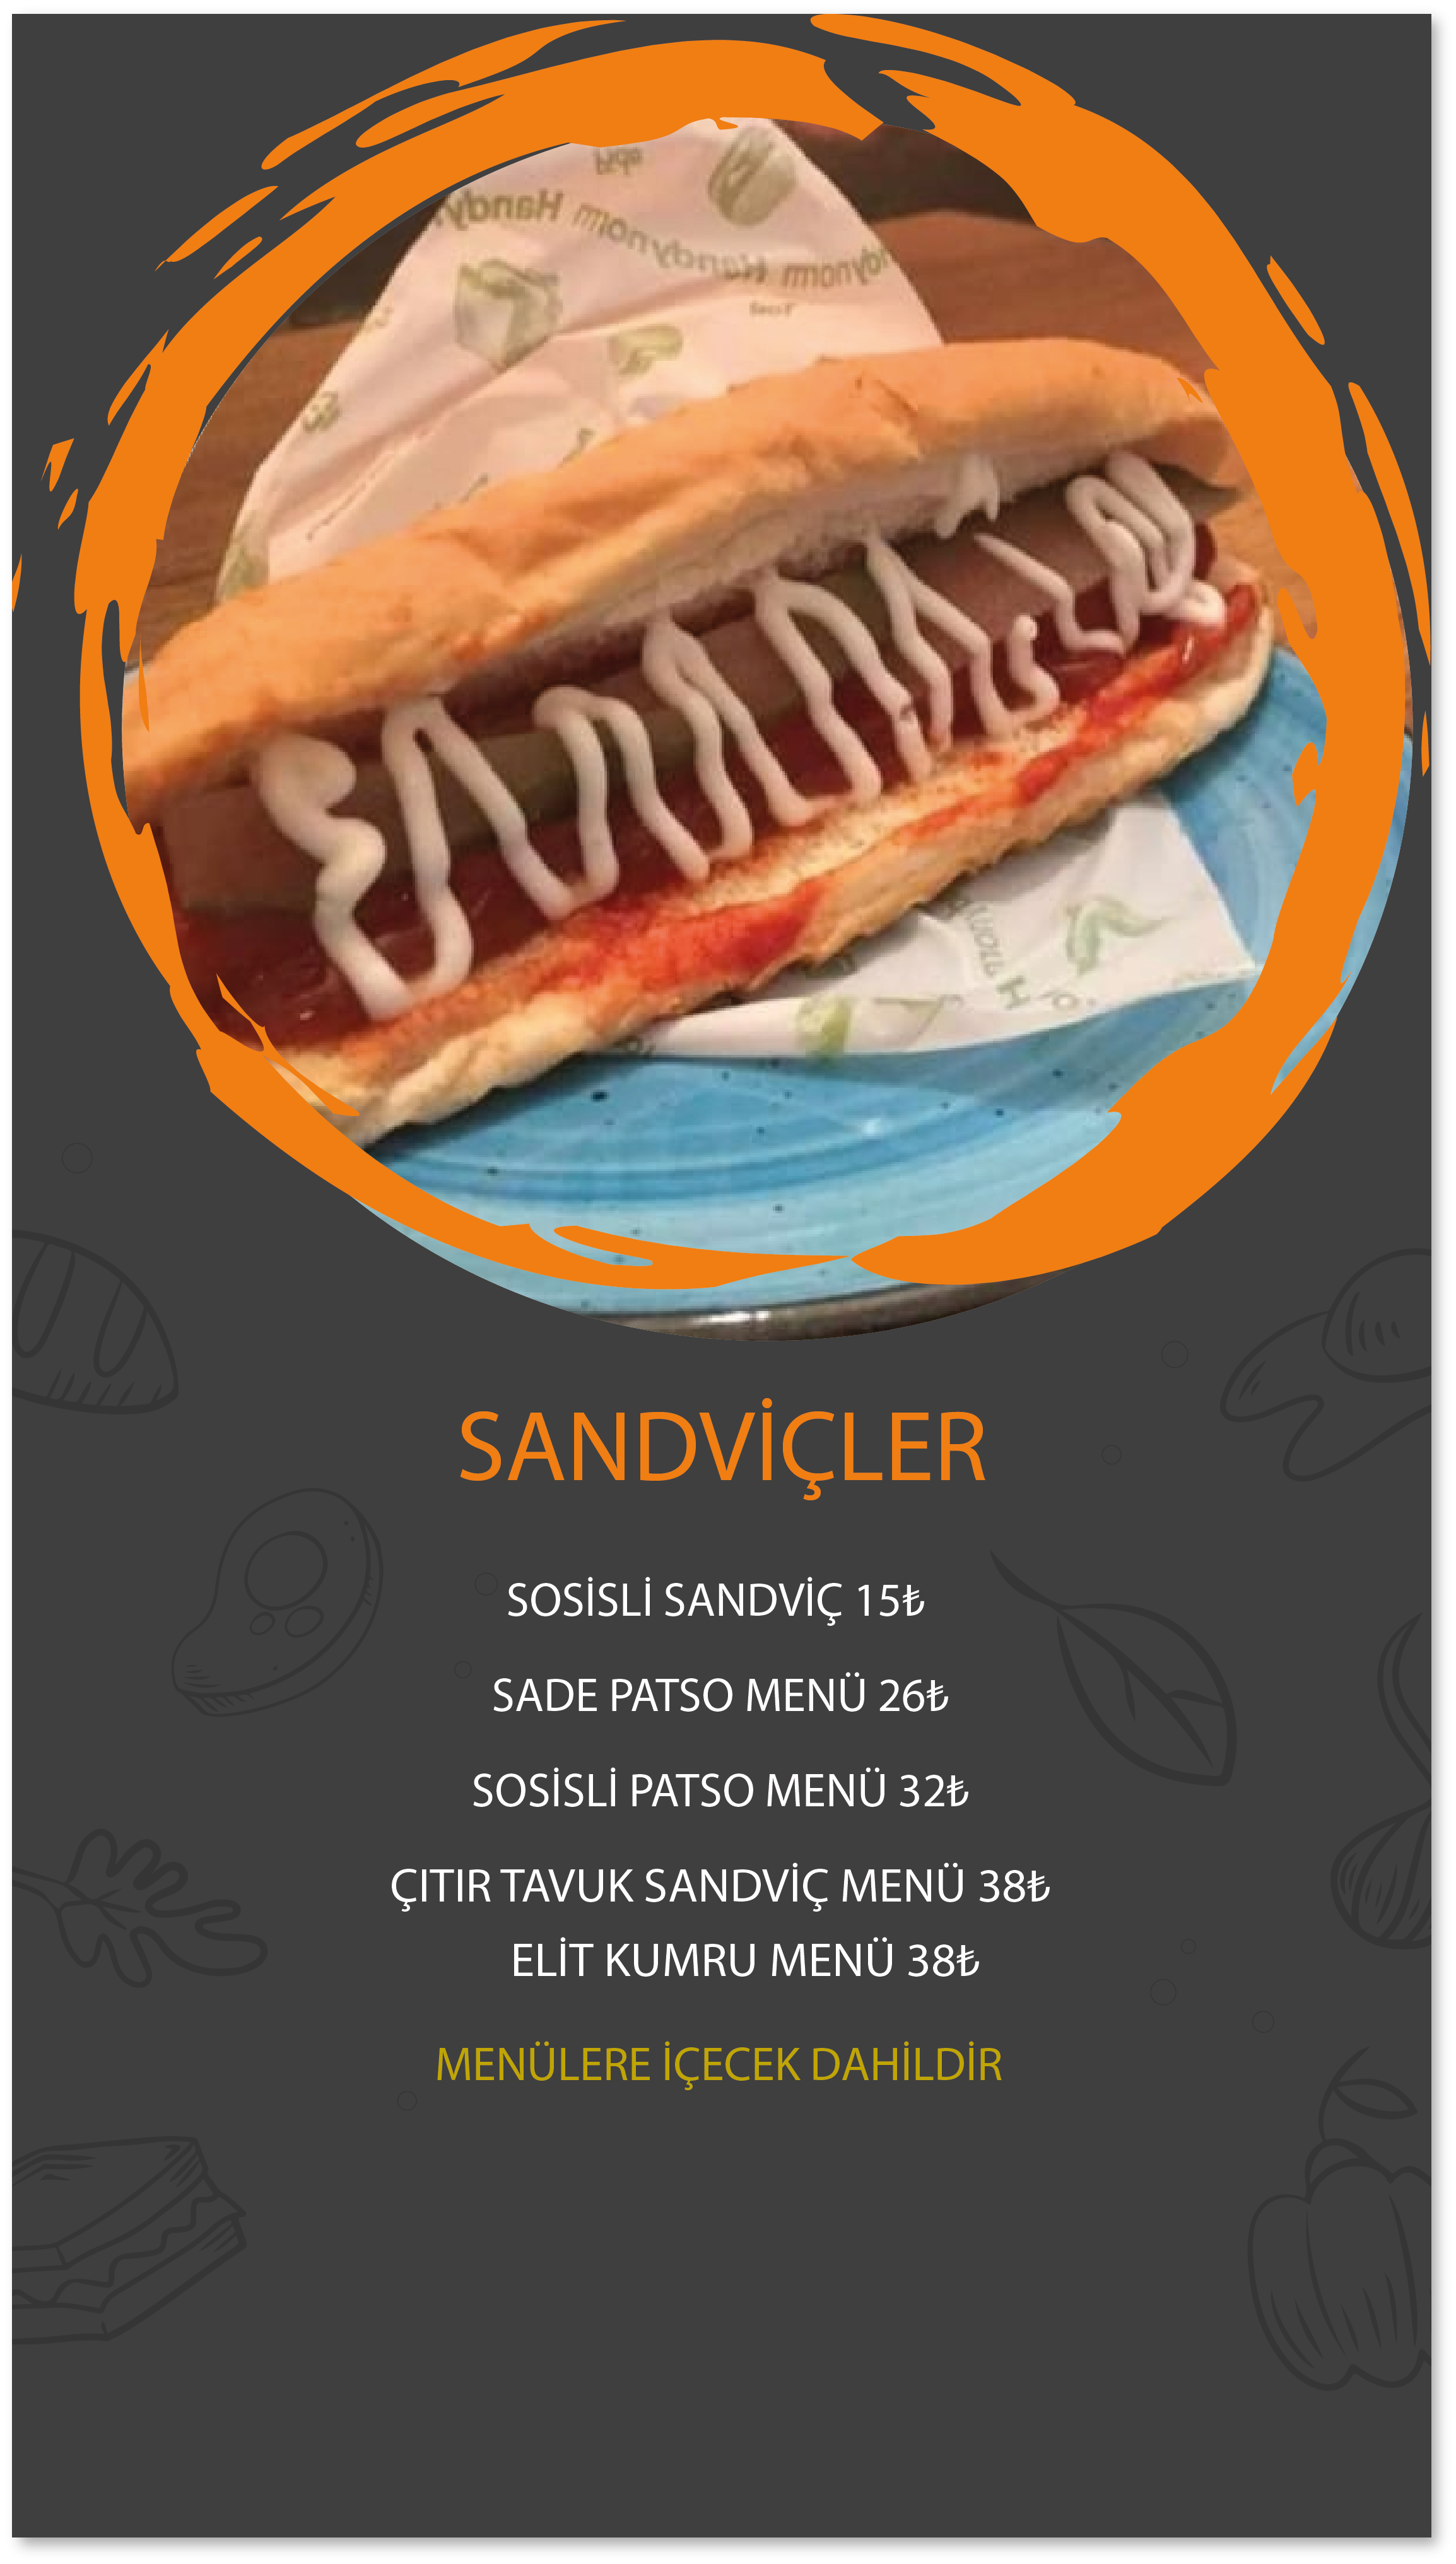 SANDVİÇLER
SOSİSLİ SANDVİÇ 15₺
SADE PATSO MENÜ 26₺
SOSİSLİ PATSO MENÜ 32₺
ÇITIR TAVUK SANDVİÇ MENÜ 38₺
ELİT KUMRU MENÜ 38₺
MENÜLERE İÇECEK DAHİLDİR